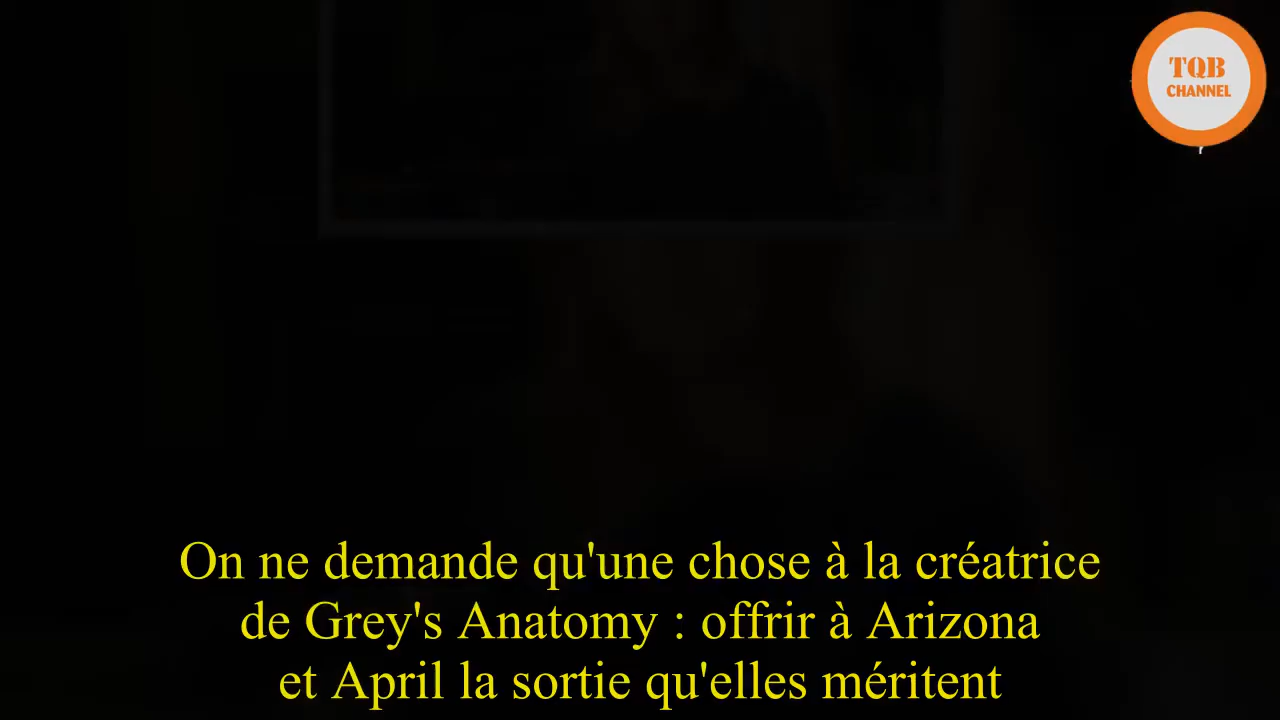 TQB
CHANNEL
On ne demande qu'une chose à la créatrice
de Grey's Anatomy : offrir à Arizona
et April la sortie qu'elles méritent